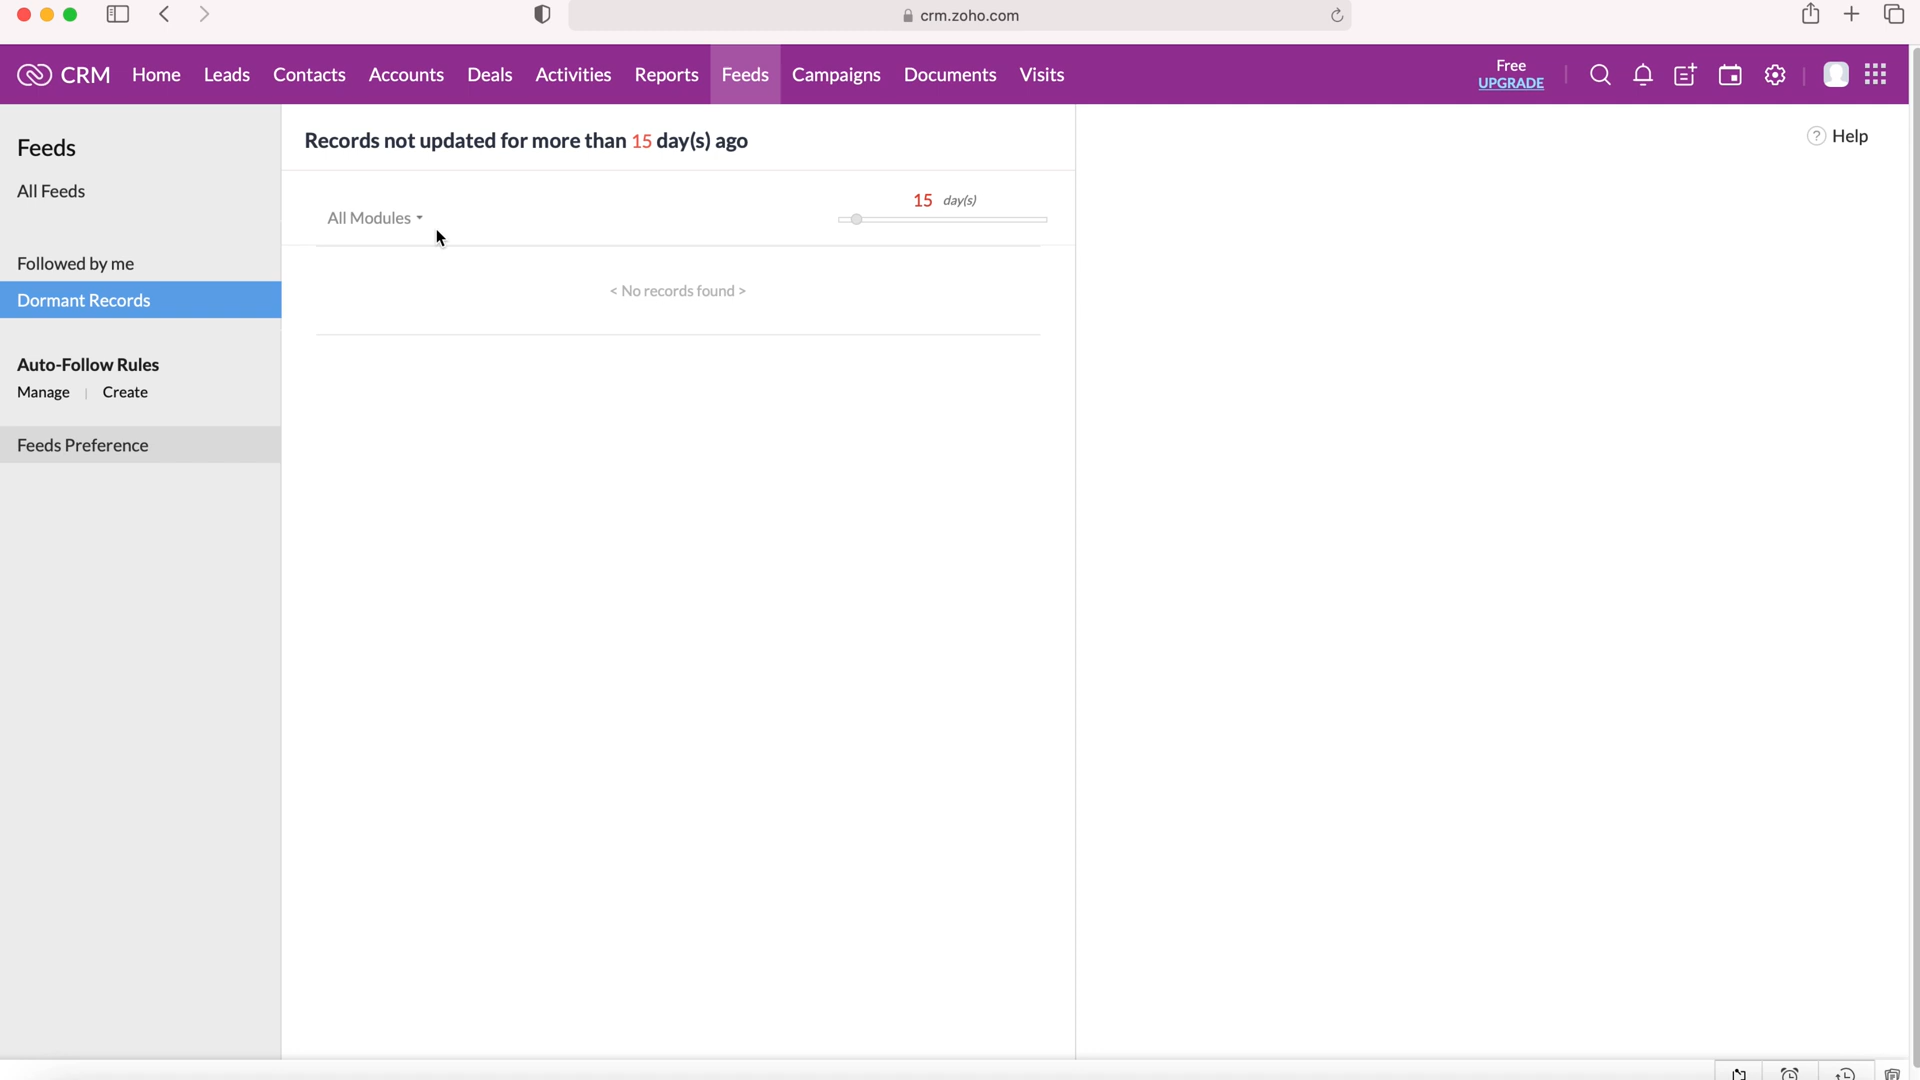 crm.zoho.com
CRM Home Leads Contacts Accounts Deals Activities Reports Feeds Campaigns Documents Visits
Free
UPGRADE
Feeds
All Feeds
Followed by me
Dormant Records
Auto-Follow Rules
Manage | Create
Feeds Preference
Records not updated for more than 15 day(s) ago
All Modules
15 day(s)
< No records found >
? Help